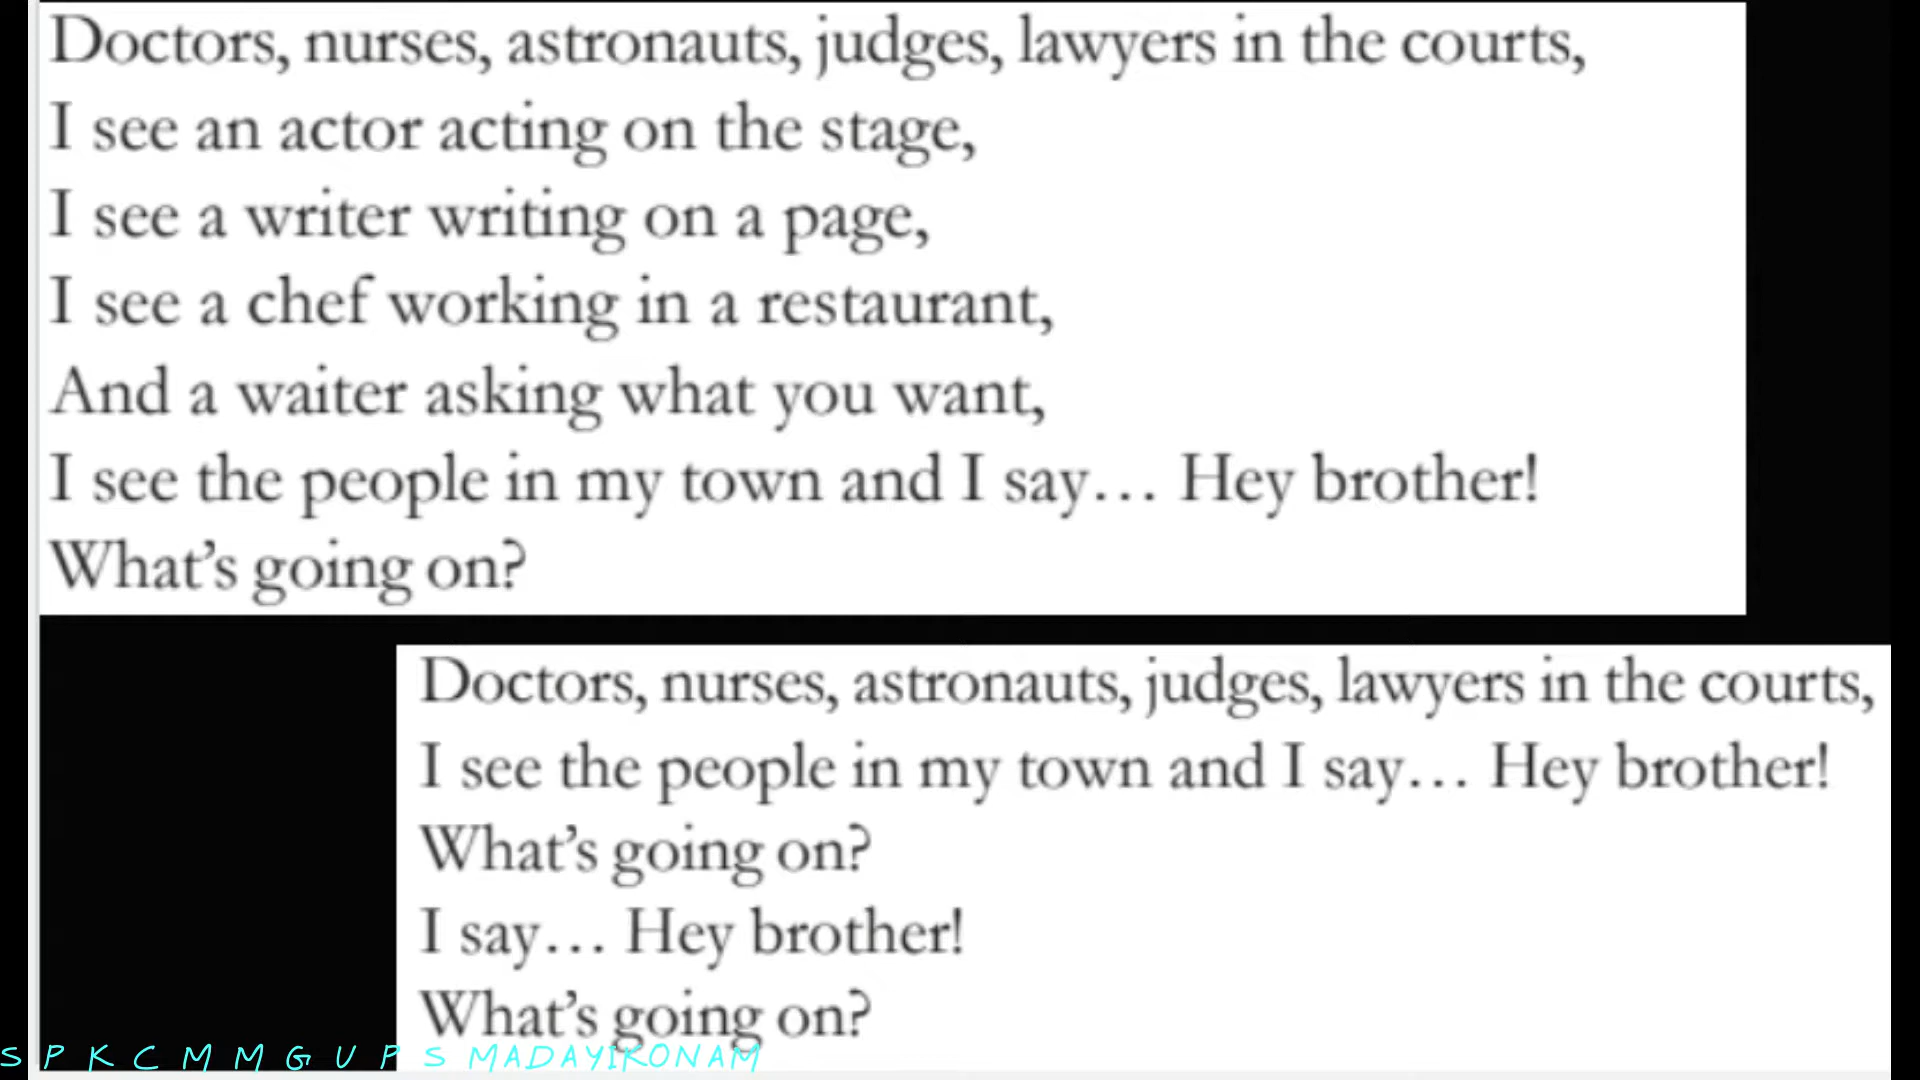 Doctors, nurses, astronauts, judges, lawyers in the courts,
I see an actor acting on the stage,
I see a writer writing on a page,
I see a chef working in a restaurant,
And a waiter asking what you want,
I see the people in my town and I say… Hey brother!
What’s going on?
Doctors, nurses, astronauts, judges, lawyers in the courts,
I see the people in my town and I say… Hey brother!
What’s going on?
I say… Hey brother!
What’s going on?
S P K C M M G U P S MADAYIKONAM